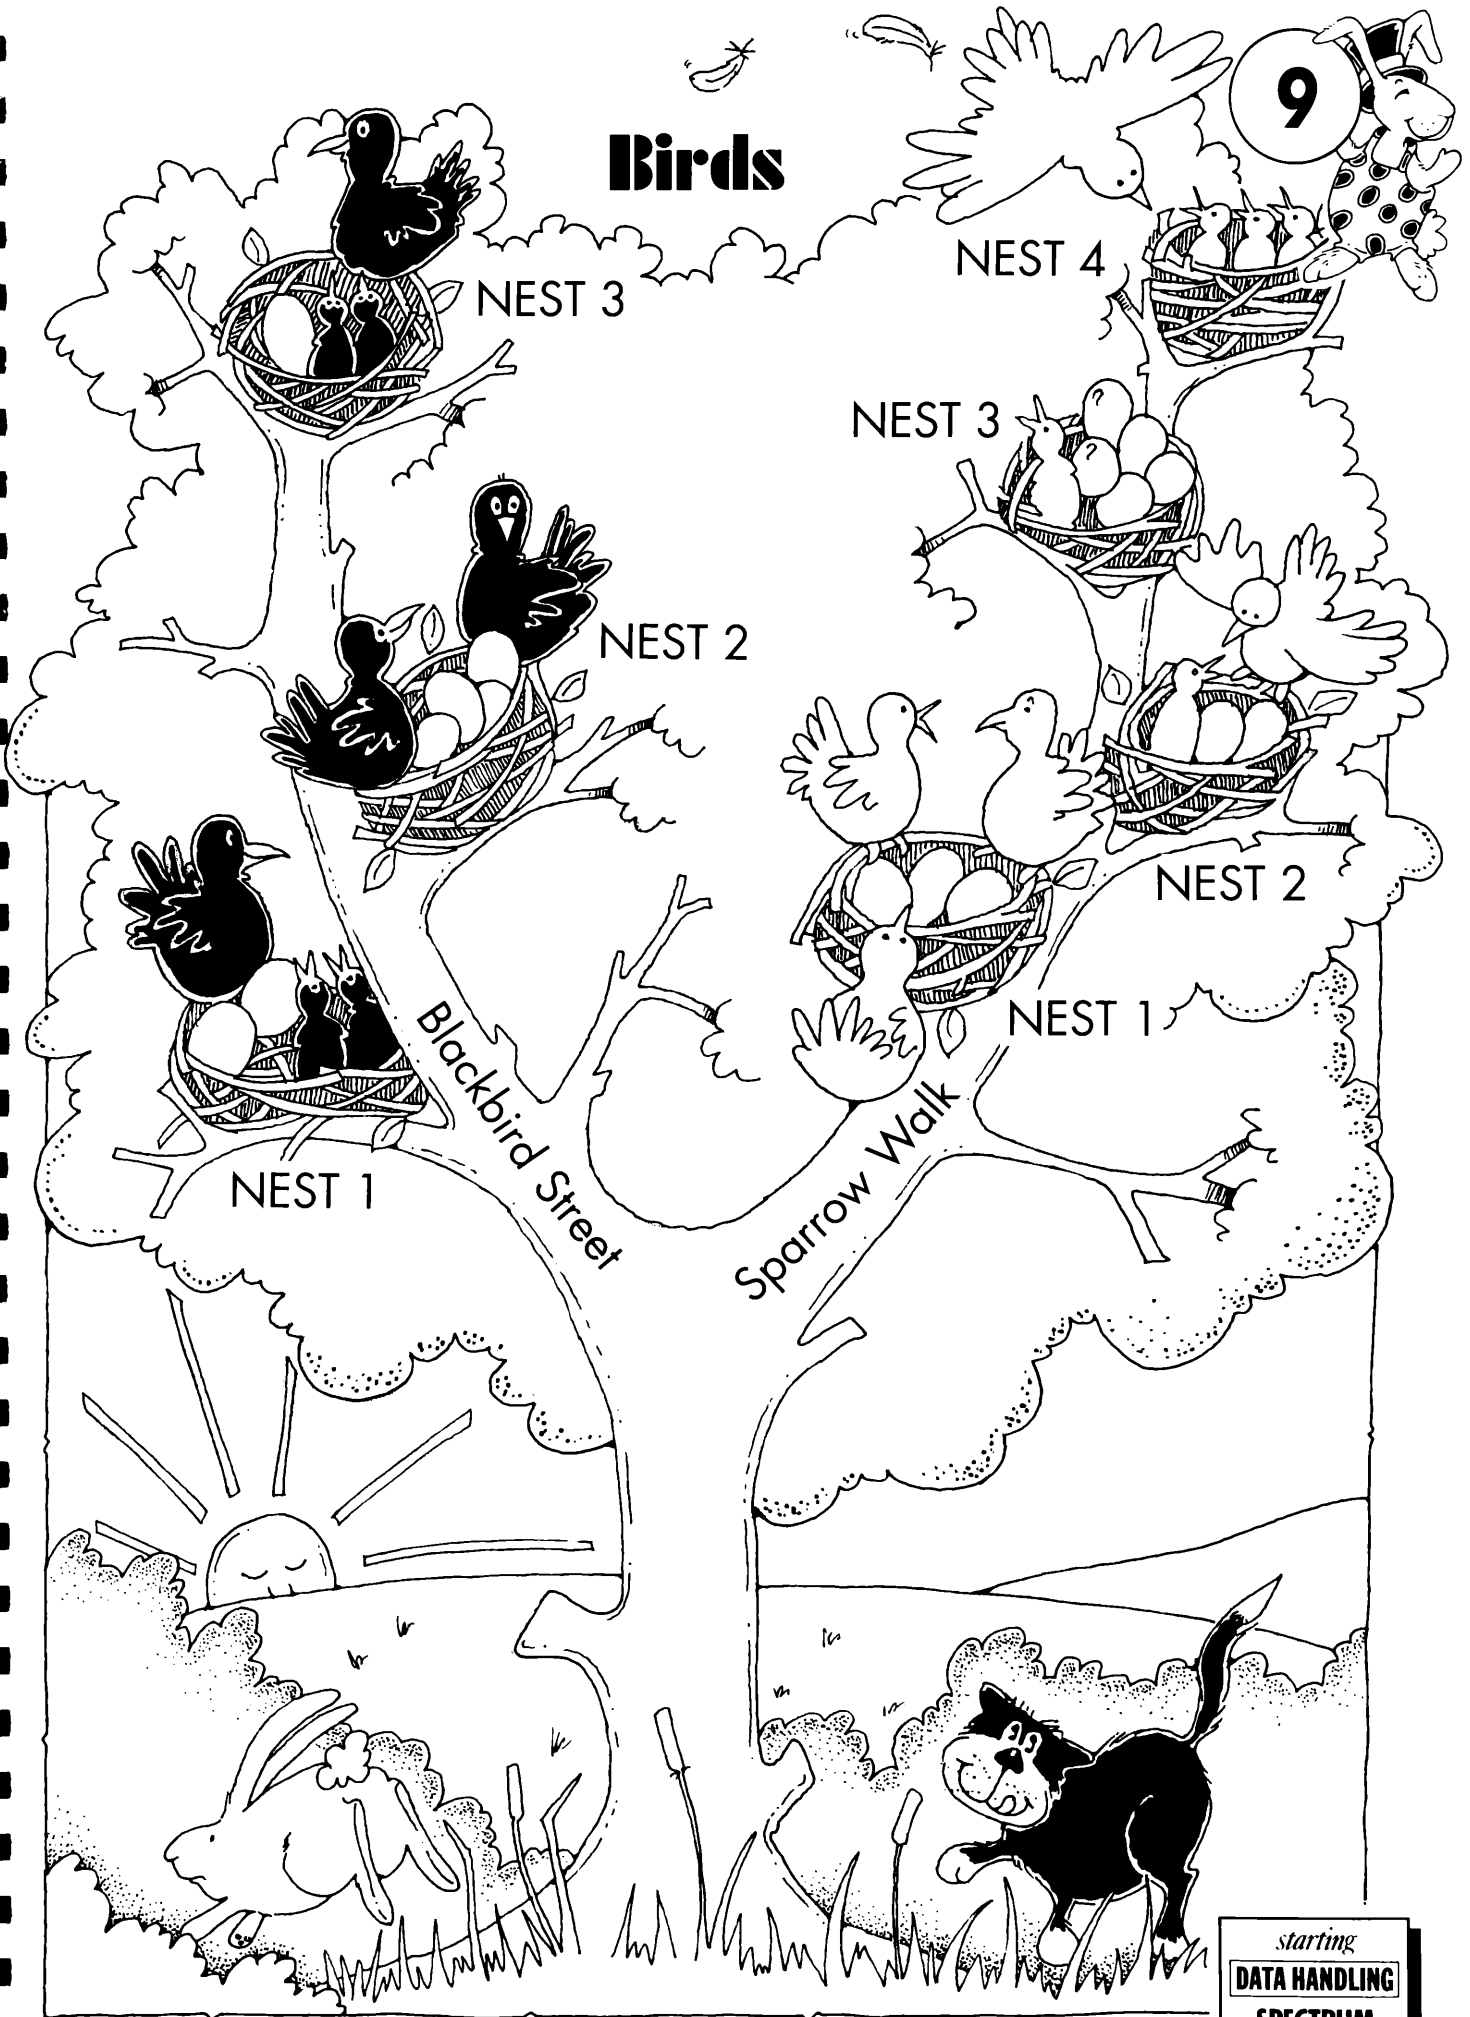 9
Birds
NEST 4
NEST 3
NEST 3
NEST 2
NEST 2
NEST 1
NEST 1
Blackbird Street
Sparrow Walk
starting
DATA HANDLING
SPECTRUM